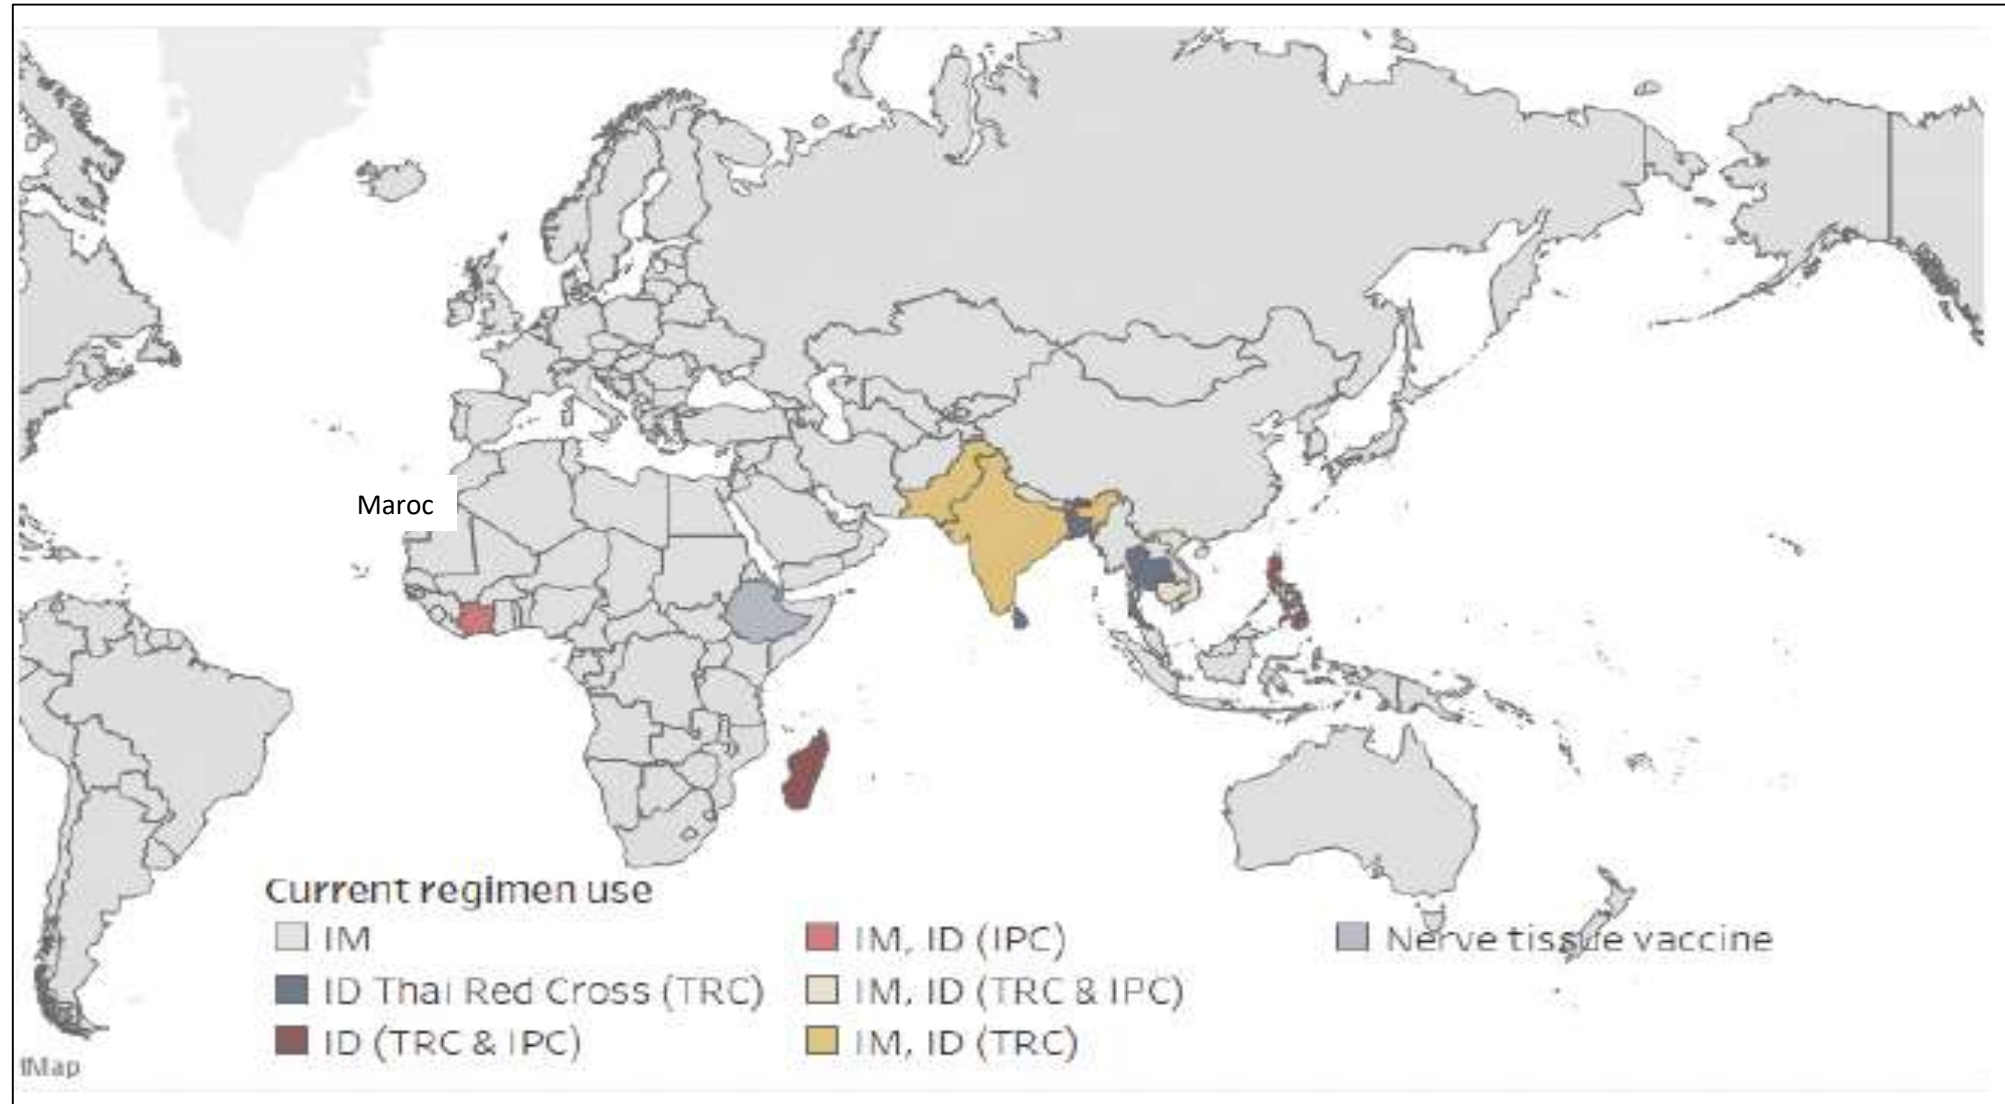 Maroc
Current regimen use
IM
ID Thai Red Cross (TRC)
ID (TRC & IPC)
IM, ID (IPC)
IM, ID (TRC & IPC)
IM, ID (TRC)
Nerve tissue vaccine
tMap